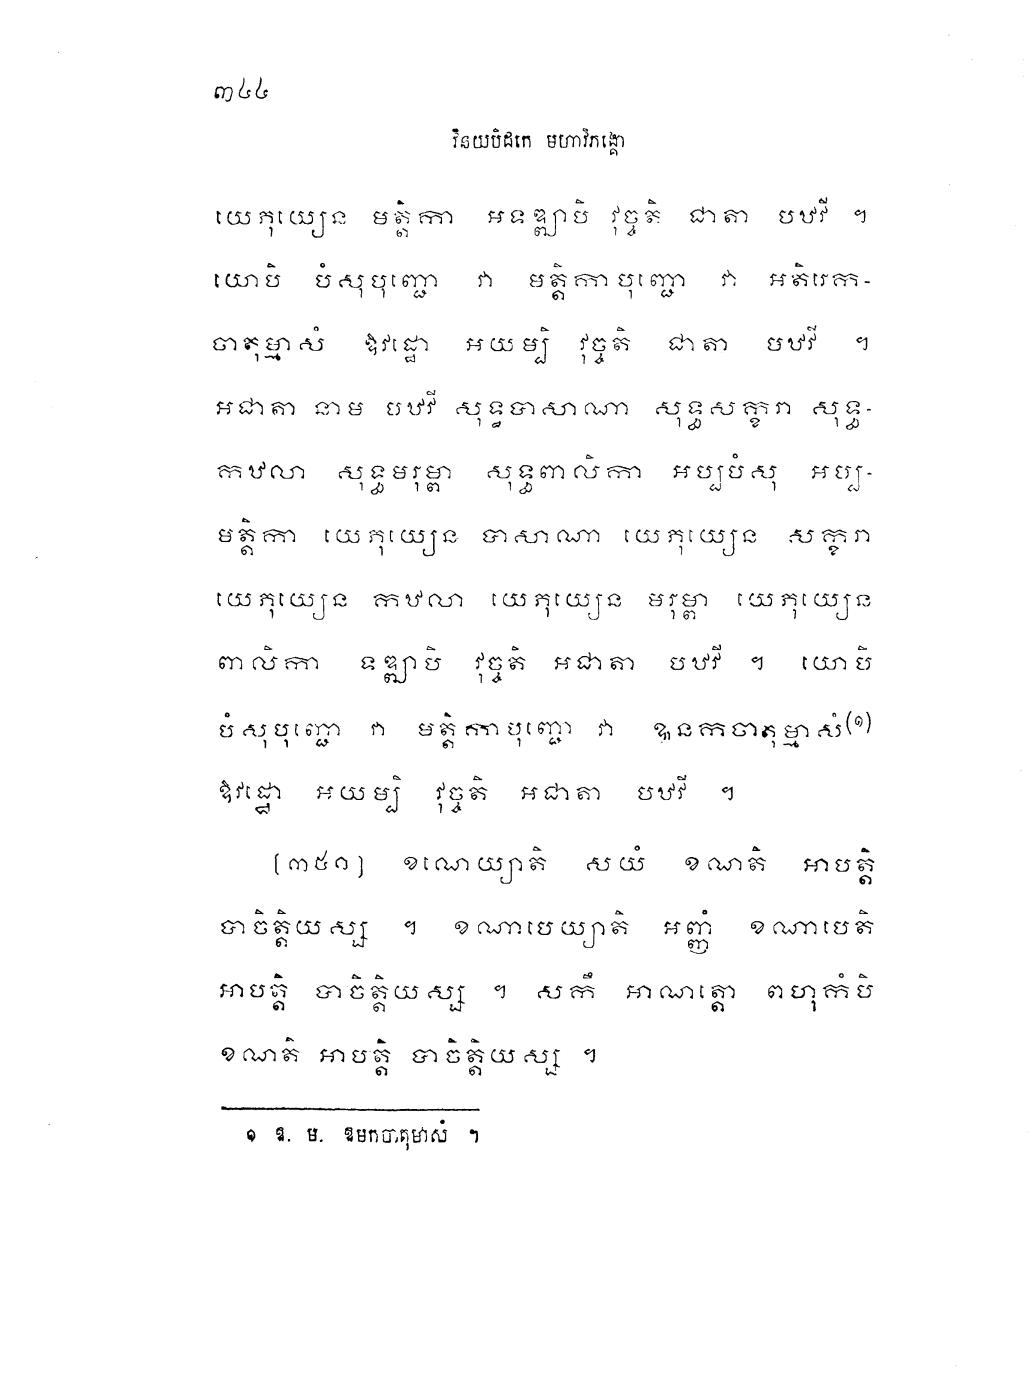 ៣៤៤
វិនយបិដកេ មហាវិភង្គោ
យេភុយ្យេន មត្តិកា អទឌ្ឍាបិ វុច្ចតិ ជាតា បឋវី ។
យោបិ បំសុបុញ្ជោ វា មត្តិកាបុញ្ជោ វា អតិរេក-
ចាតុម្មាសំ ឱវដ្ឋោ អយម្បិ វុច្ចតិ ជាតា បឋវី ។
អជាតា នាម បឋវី សុទ្ធបាសាណា សុទ្ធសក្ខរា សុទ្ធ-
កឋលា សុទ្ធមរុម្ពា សុទ្ធពាលិកា អប្បបំសុ អប្ប-
មត្តិកា យេភុយ្យេន បាសាណា យេភុយ្យេន សក្ខរា
យេភុយ្យេន កឋលា យេភុយ្យេន មរុម្ពា យេភុយ្យេន
ពាលិកា ទឌ្ឍាបិ វុច្ចតិ អជាតា បឋវី ។ យោបិ
បំសុបុញ្ជោ វា មត្តិកាបុញ្ជោ វា ឩនកចាតុម្មាសំ(១)
ឱវដ្ឋោ អយម្បិ វុច្ចតិ អជាតា បឋវី ។
[៣៥១] ខណេយ្យាតិ សយំ ខណតិ អាបត្តិ
បាចិត្តិយស្ស ។ ខណាបេយ្យាតិ អញ្ញំ ខណាបេតិ
អាបត្តិ បាចិត្តិយស្ស ។ សកឹ អាណត្តោ ពហុកំបិ
ខណតិ អាបត្តិ បាចិត្តិយស្ស ។
១ ឱ. ម. ឱមកចាតុមាសំ ។